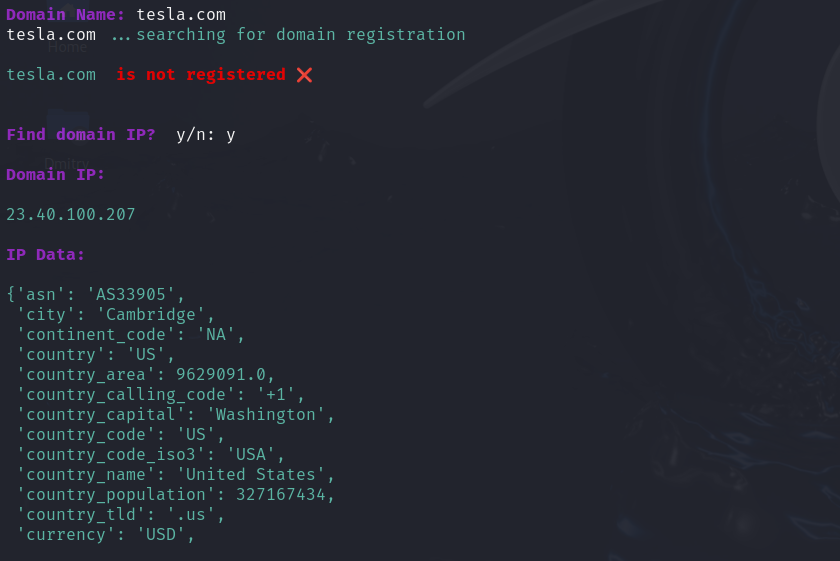 Domain Name: tesla.com
tesla.com ...searching for domain registration
Home
tesla.com is not registered ❌
Find domain IP? y/n: y
Dmitry
Domain IP:
23.40.100.207
IP Data:
{'asn': 'AS33905',
'city': 'Cambridge',
'continent_code': 'NA',
'country': 'US',
'country_area': 9629091.0,
'country_calling_code': '+1',
'country_capital': 'Washington',
'country_code': 'US',
'country_code_iso3': 'USA',
'country_name': 'United States',
'country_population': 327167434,
'country_tld': '.us',
'currency': 'USD',